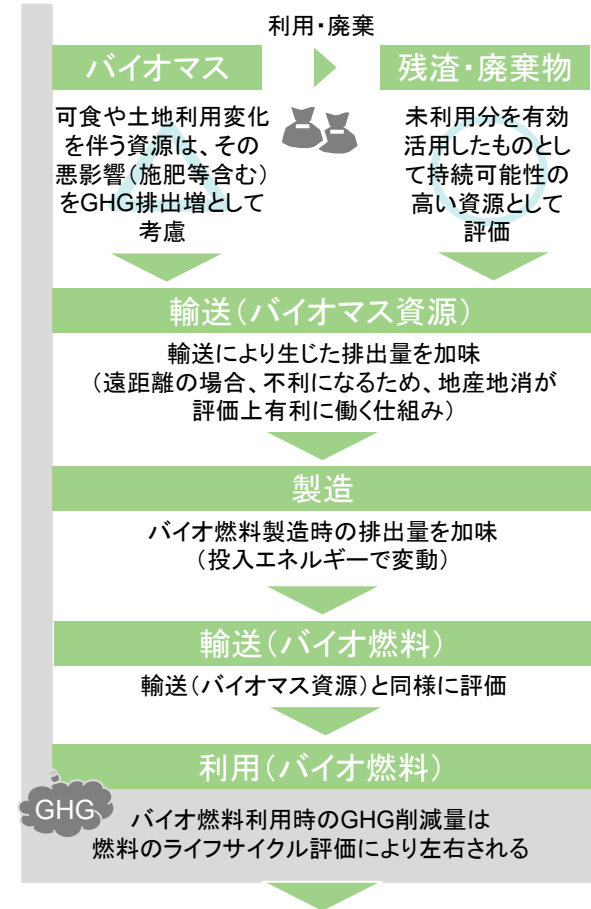 利用・廃棄
バイオマス
可食や土地利用変化
を伴う資源は、その
悪影響（施肥等含む）
をGHG排出増として
考慮
残渣・廃棄物
未利用分を有効
活用したものとし
て持続可能性の
高い資源として
評価
輸送（バイオマス資源）
輸送により生じた排出量を加味
（遠距離の場合、不利になるため、地産地消が
評価上有利に働く仕組み）
製造
バイオ燃料製造時の排出量を加味
（投入エネルギーで変動）
輸送（バイオ燃料）
輸送（バイオマス資源）と同様に評価
利用（バイオ燃料）
GHG
バイオ燃料利用時のGHG削減量は
燃料のライフサイクル評価により左右される